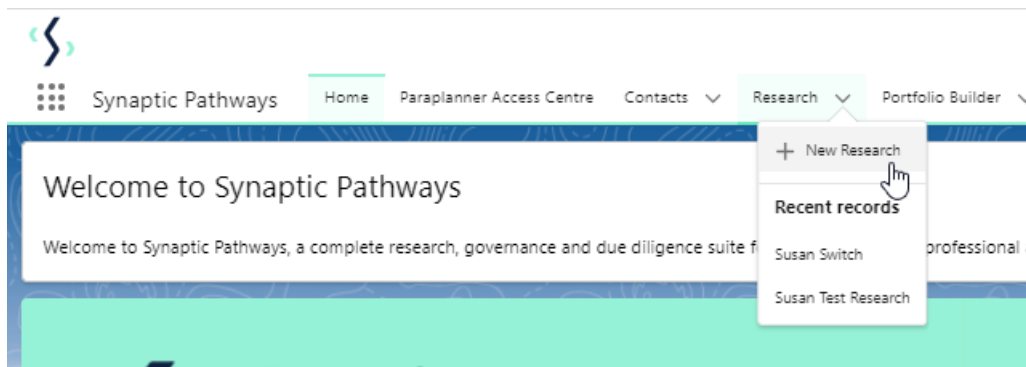 Synaptic Pathways Home Paraplanner Access Centre Contacts Research Portfolio Builder
New Research
Welcome to Synaptic Pathways
Recent records
Welcome to Synaptic Pathways, a complete research, governance and due diligence suite professional
Susan Switch
Susan Test Research